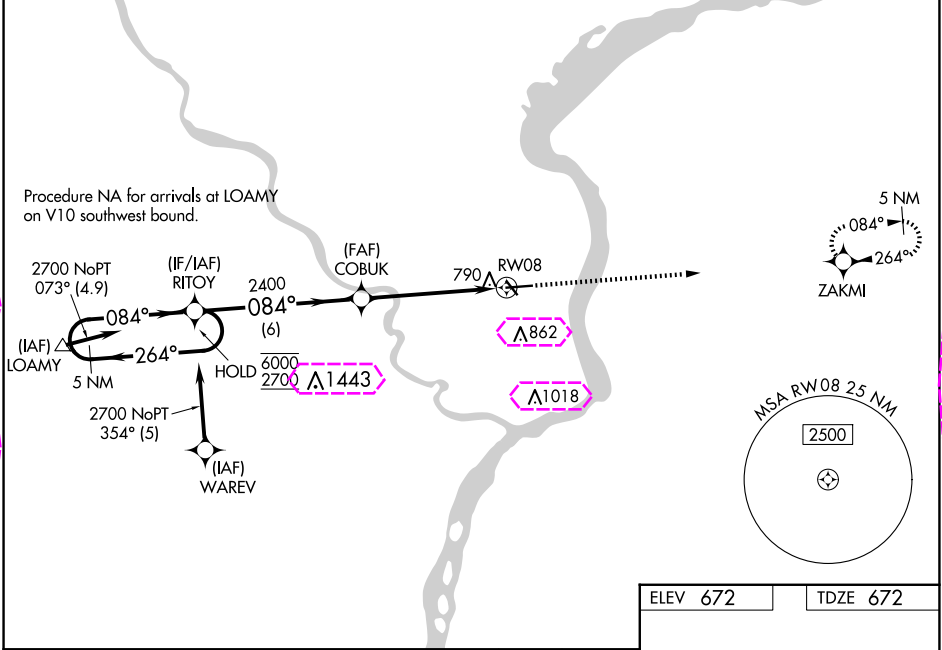 Procedure NA for arrivals at LOAMY
on V10 southwest bound.
5 NM
084°
264°
ZAKMI
2700 NoPT
073° (4.9)
(IF/IAF)
RITOY
(FAF)
COBUK
2400
084°
(6)
790
RW08
084°
264°
(IAF)
LOAMY
5 NM
HOLD
6000
2700
1443
862
1018
2700 NoPT
354° (5)
(IAF)
WAREV
MSA RW08 25 NM
2500
ELEV 672
TDZE 672